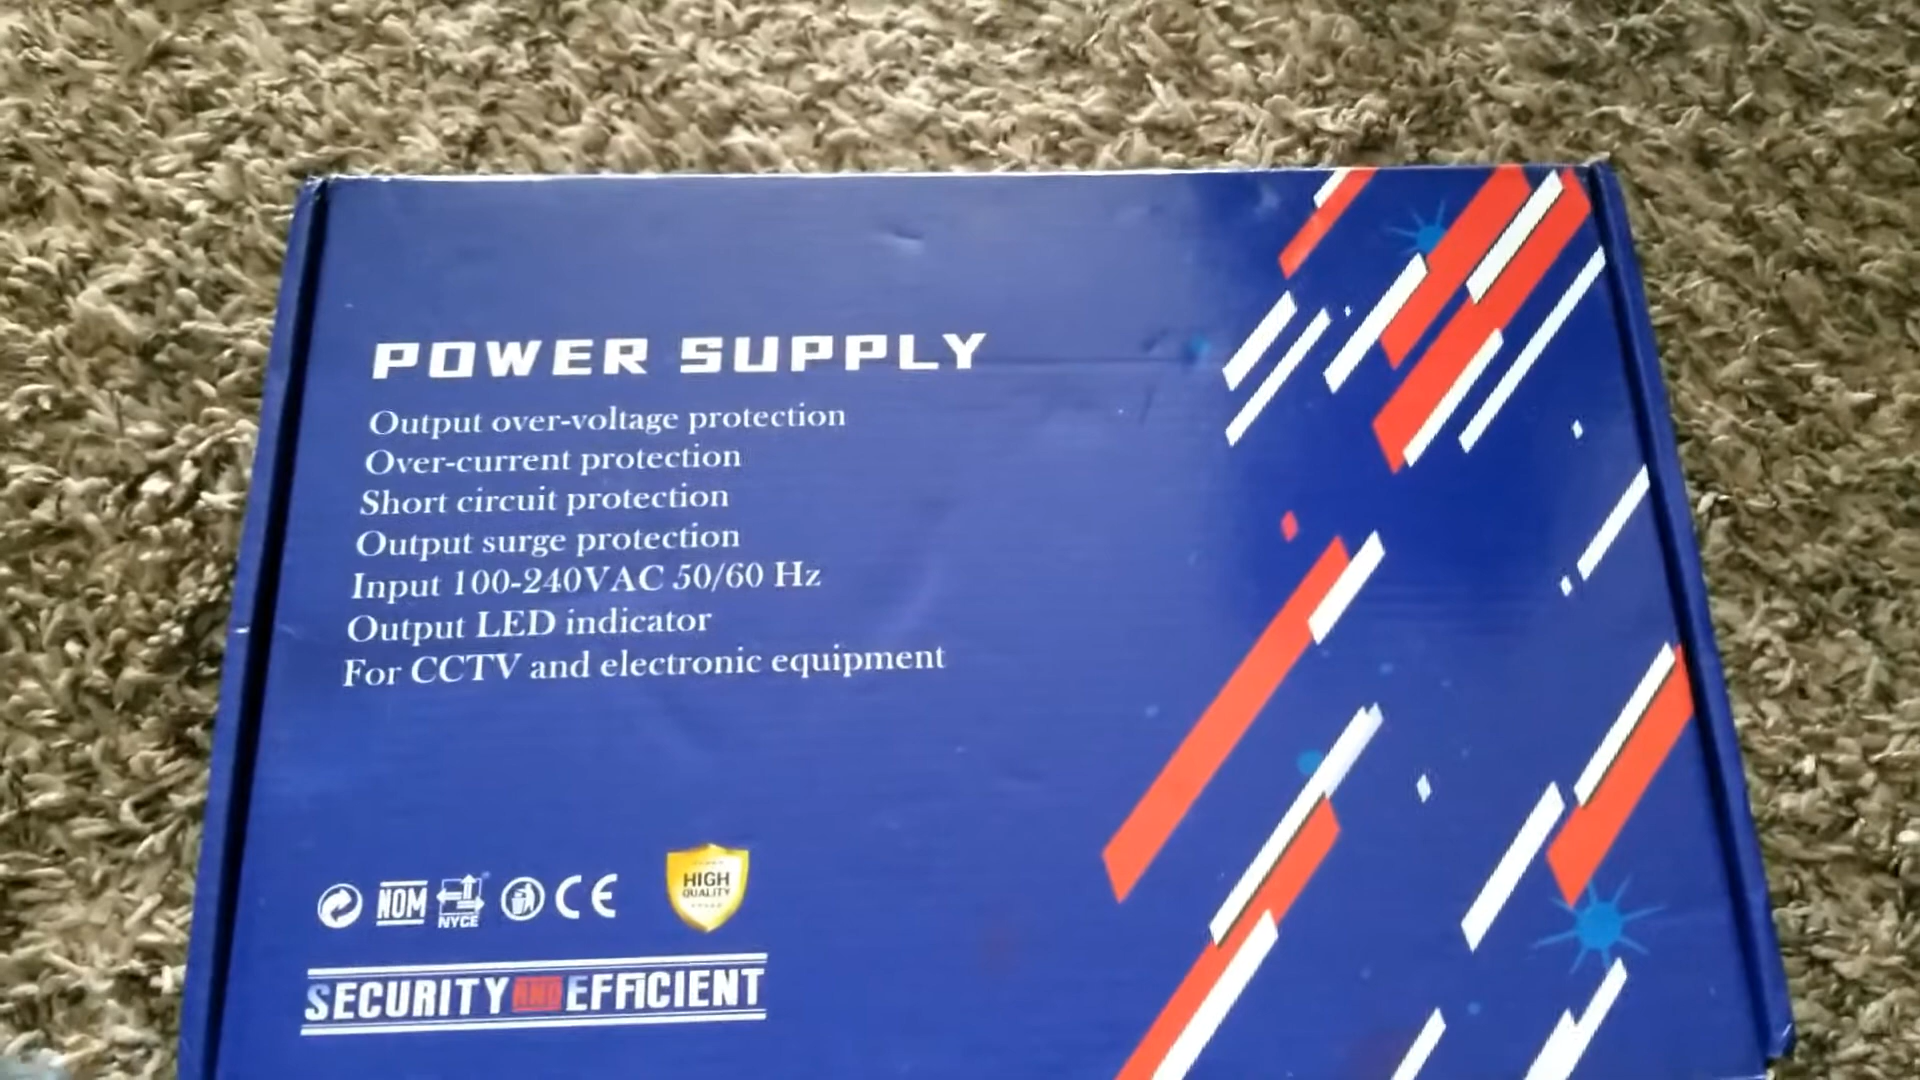 POWER SUPPLY
Output over-voltage protection
Over-current protection
Short circuit protection
Output surge protection
Input 100-240VAC 50/60 Hz
Output LED indicator
For CCTV and electronic equipment
NOM
NYCE
CE
HIGH
QUALITY
SECURITY AND EFFICIENT